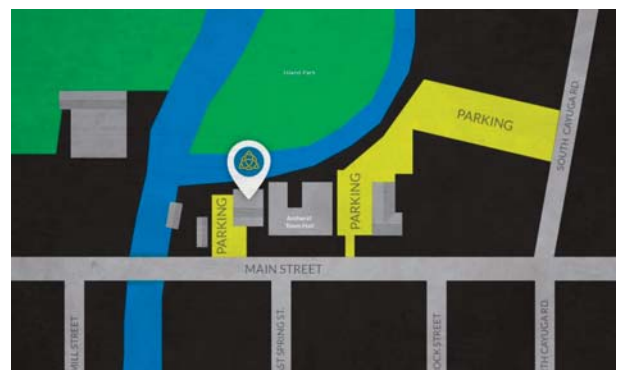 Island Park
PARKING
SOUTH CAYUGA RD.
PARKING
PARKING
Amherst
Town Hall
MAIN STREET
MILL STREET
ST SPRING ST.
OCK STREET
TH CAYUGA RD.